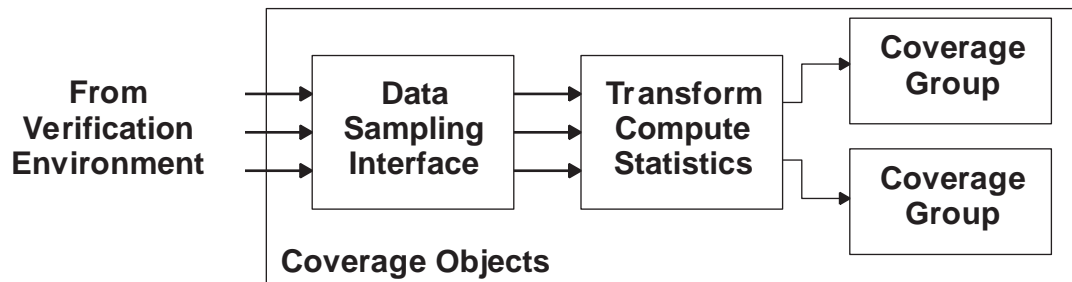 From
Verification
Environment
Data
Sampling
Interface
Transform
Compute
Statistics
Coverage
Group
Coverage
Group
Coverage Objects